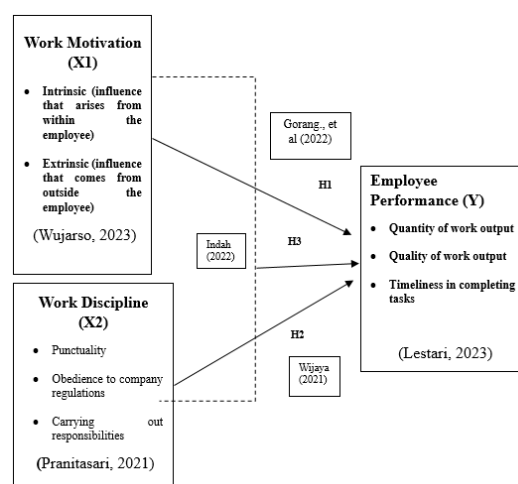 Work Motivation
(X1)
• Intrinsic (influence
that arises from
within the
employee)
• Extrinsic (influence
that comes from
outside the
employee)
(Wujarso, 2023)
Gorang., et
al (2022)
H1
Employee
Performance (Y)
• Quantity of work output
• Quality of work output
• Timeliness in completing
tasks
(Lestari, 2023)
Indah
(2022)
H3
Work Discipline
(X2)
• Punctuality
• Obedience to company
regulations
• Carrying out
responsibilities
(Pranitasari, 2021)
H2
Wijaya
(2021)